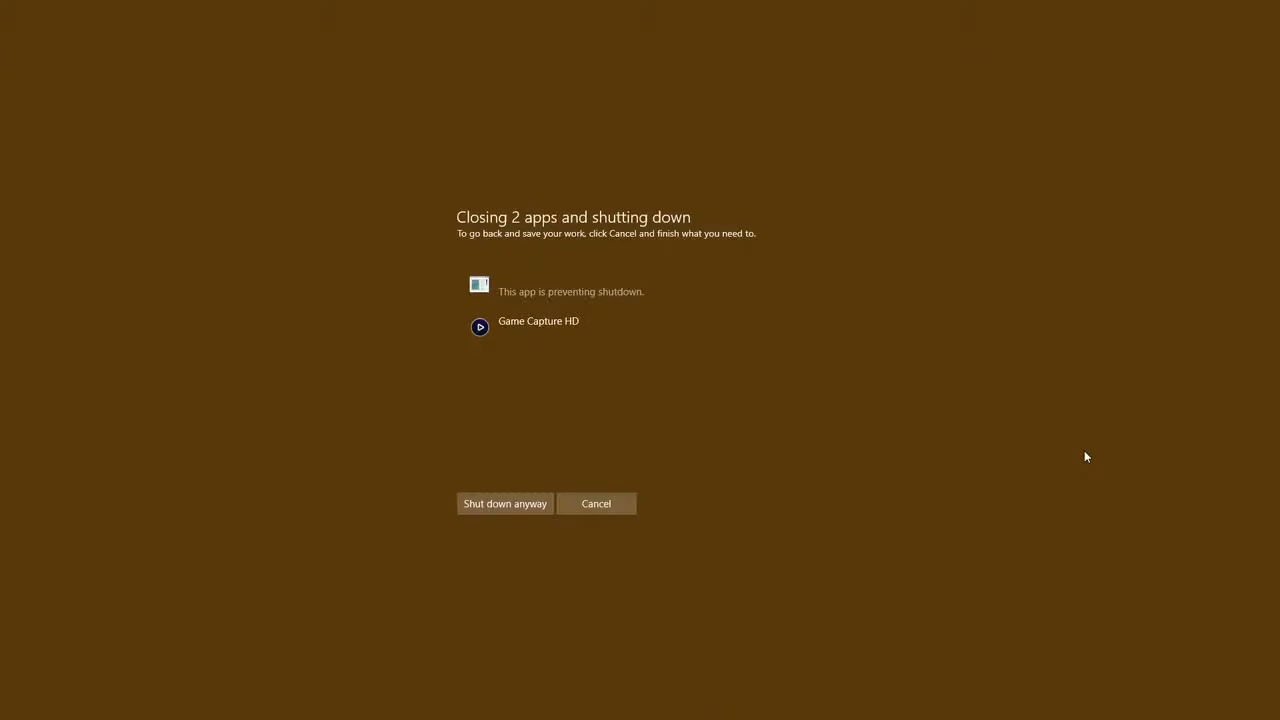 Closing 2 apps and shutting down
To go back and save your work, click Cancel and finish what you need to.
This app is preventing shutdown.
Game Capture HD
Shut down anyway
Cancel